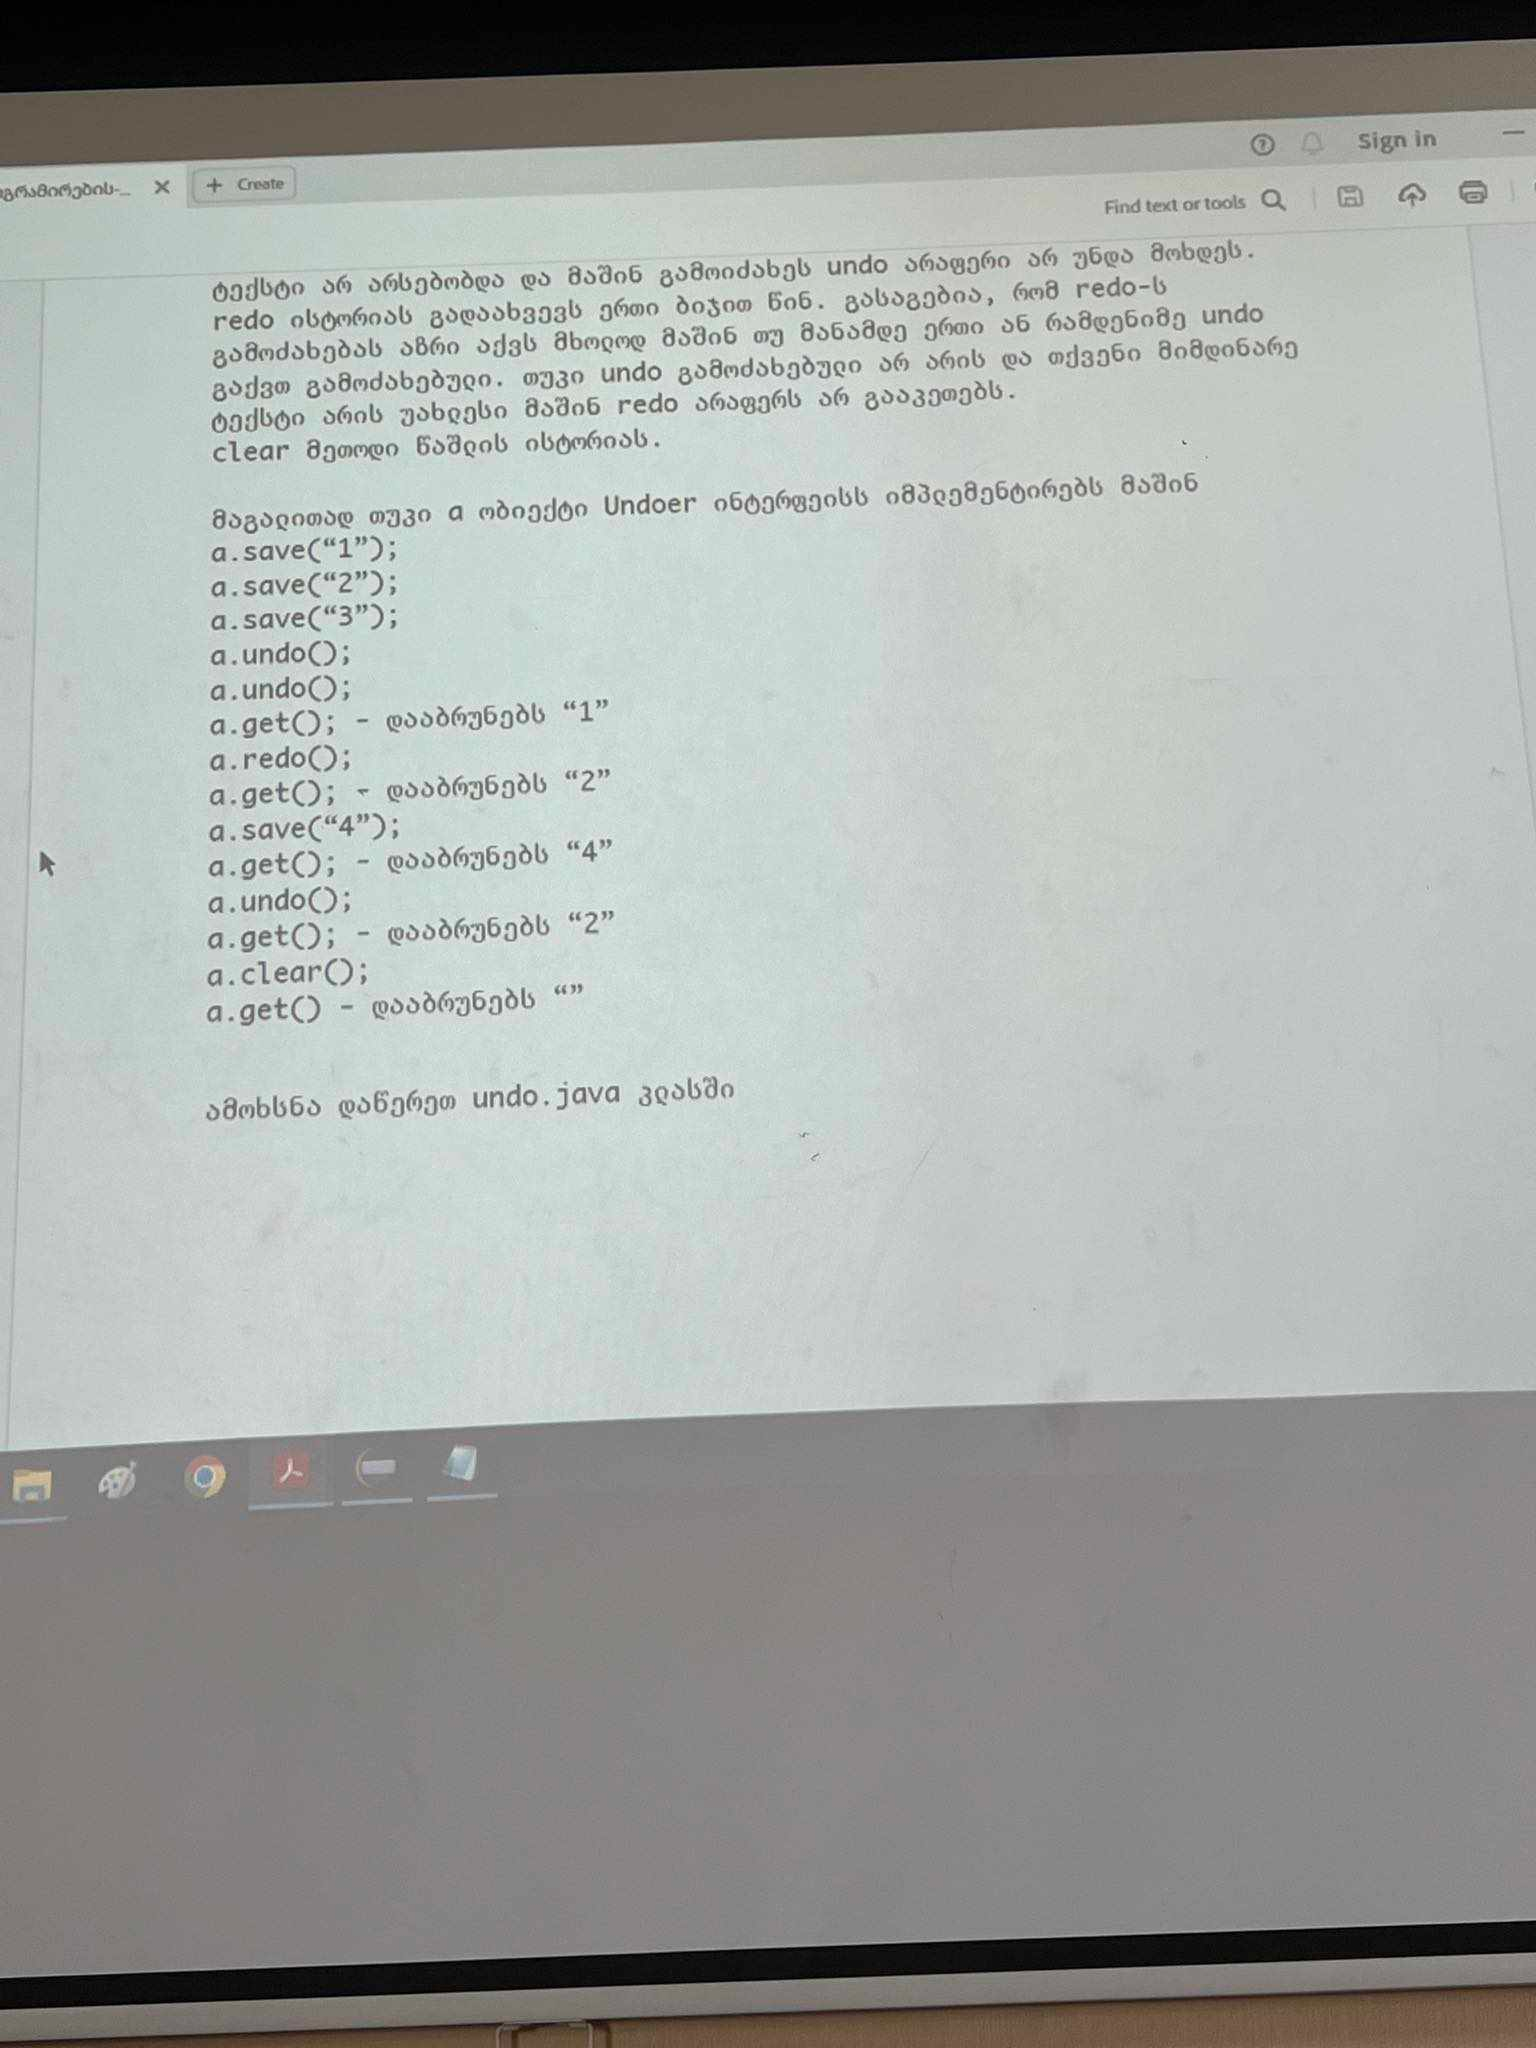 Sign in
Create
Find text or tools
ტექსტი არ არსებობდა და მაშინ გამოიძახეს undo არაფერი არ უნდა მოხდეს.
redo ისტორიას გადაახვევს ერთი ბიჯით წინ. გასაგებია, რომ redo-ს
გამოძახებას აზრი აქვს მხოლოდ მაშინ თუ მანამდე ერთი ან რამდენიმე undo
გაქვთ გამოძახებული. თუკი undo გამოძახებული არ არის და თქვენი მიმდინარე
ტექსტი არის უახლესი მაშინ redo არაფერს არ გააკეთებს.
clear მეთოდი წაშლის ისტორიას.
მაგალითად თუკი a ობიექტი Undoer ინტერფეისს იმპლემენტირებს მაშინ
a.save(“1”);
a.save(“2”);
a.save(“3”);
a.undo();
a.undo();
a.get(); - დააბრუნებს “1”
a.redo();
a.get(); - დააბრუნებს “2”
a.save(“4”);
a.get(); - დააბრუნებს “4”
a.undo();
a.get(); - დააბრუნებს “2”
a.clear();
a.get() - დააბრუნებს “”
ამოხსნა დაწერეთ undo.java კლასში